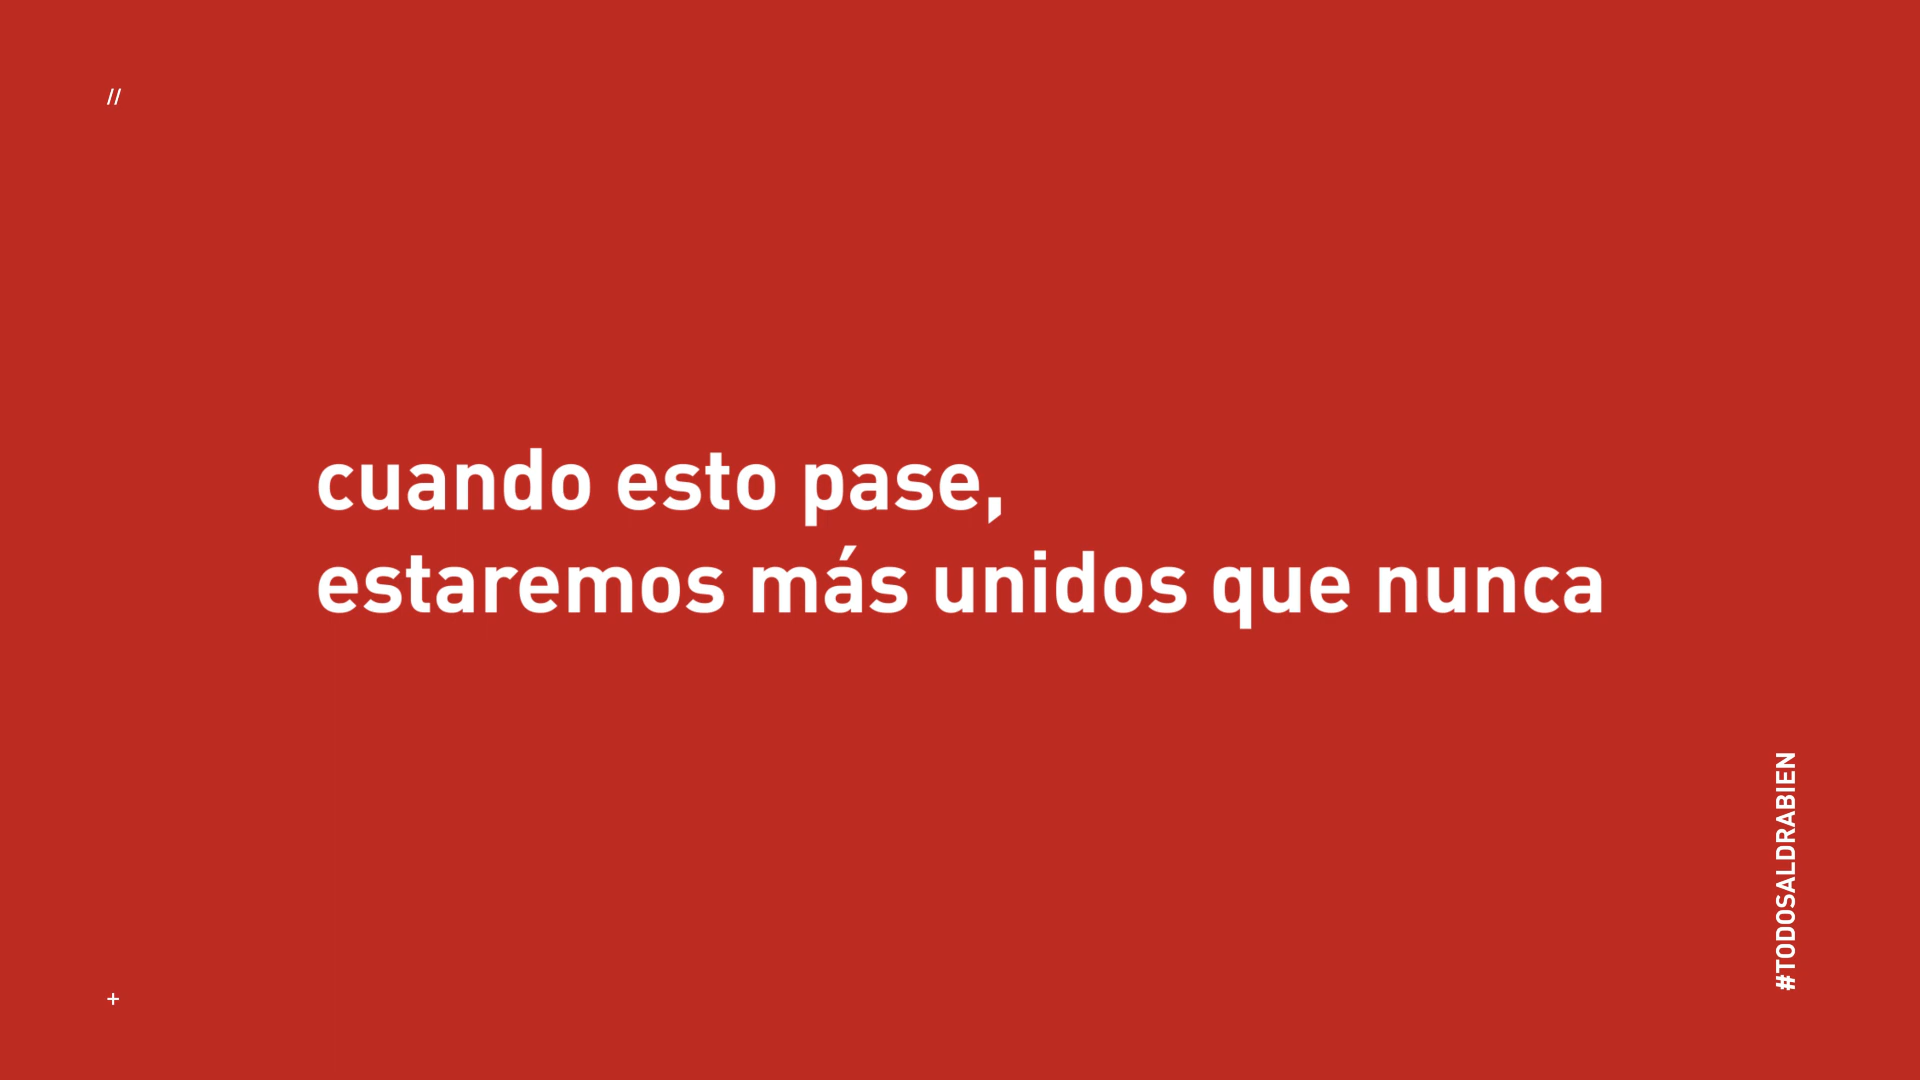 //
cuando esto pase,
estaremos más unidos que nunca
#TODOSALDRABIEN
+